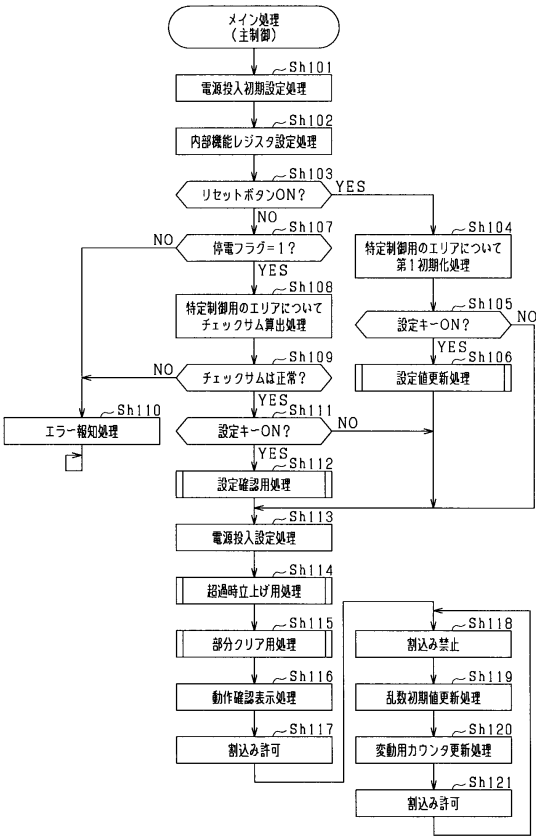 メイン処理
(主制御)
Sh101
電源投入初期設定処理
Sh102
内部機能レジスタ設定処理
Sh103
リセットボタンON?
YES
NO
Sh107
NO
停電フラグ=1?
YES
Sh108
特定制御用のエリアについて
チェックサム算出処理
Sh109
NO
チェックサムは正常?
YES
Sh110
エラー報知処理
Sh111
設定キーON?
NO
YES
Sh112
設定確認用処理
Sh104
特定制御用のエリアについて
第1初期化処理
Sh105
設定キーON?
NO
YES
Sh106
設定値更新処理
Sh113
電源投入設定処理
Sh114
超過時立上げ用処理
Sh115
部分クリア用処理
Sh116
動作確認表示処理
Sh117
割込み許可
Sh118
割込み禁止
Sh119
乱数初期値更新処理
Sh120
変動用カウンタ更新処理
Sh121
割込み許可